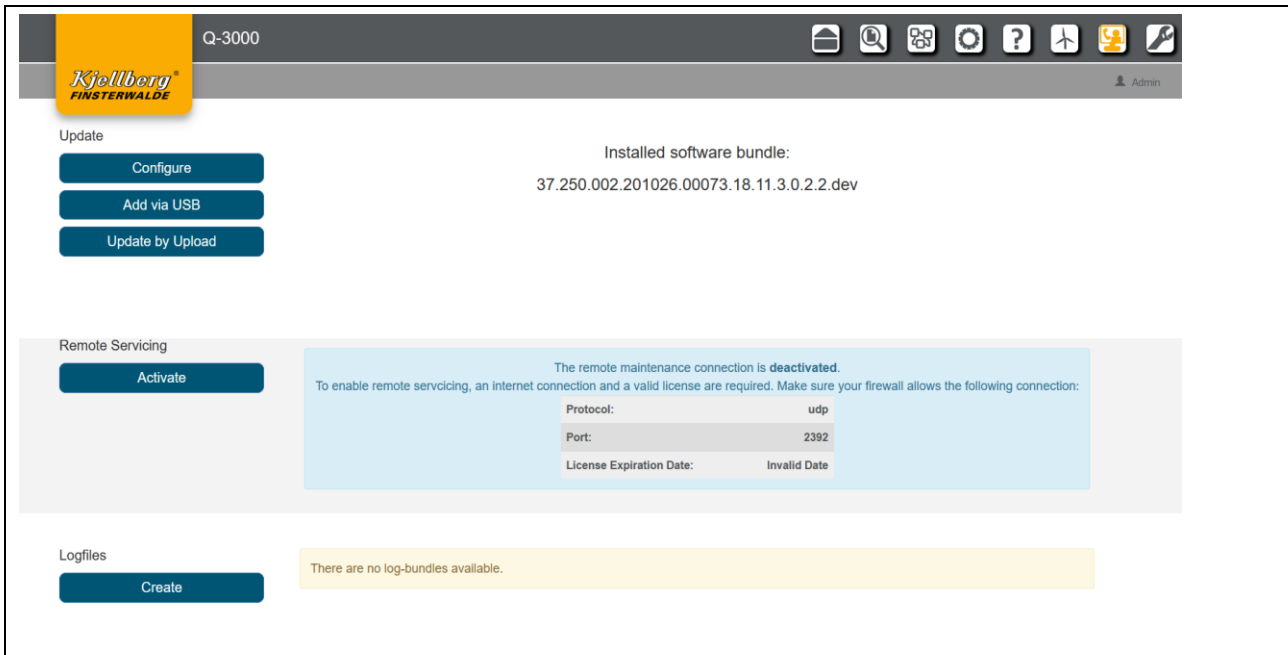 Q-3000
Kjellberg®
FINSTERWALDE
?
Admin
Update
Configure
Add via USB
Update by Upload
Installed software bundle:
37.250.002.201026.00073.18.11.3.0.2.2.dev
Remote Servicing
Activate
The remote maintenance connection is deactivated.
To enable remote servcicing, an internet connection and a valid license are required. Make sure your firewall allows the following connection:
Protocol: udp
Port: 2392
License Expiration Date: Invalid Date
Logfiles
Create
There are no log-bundles available.